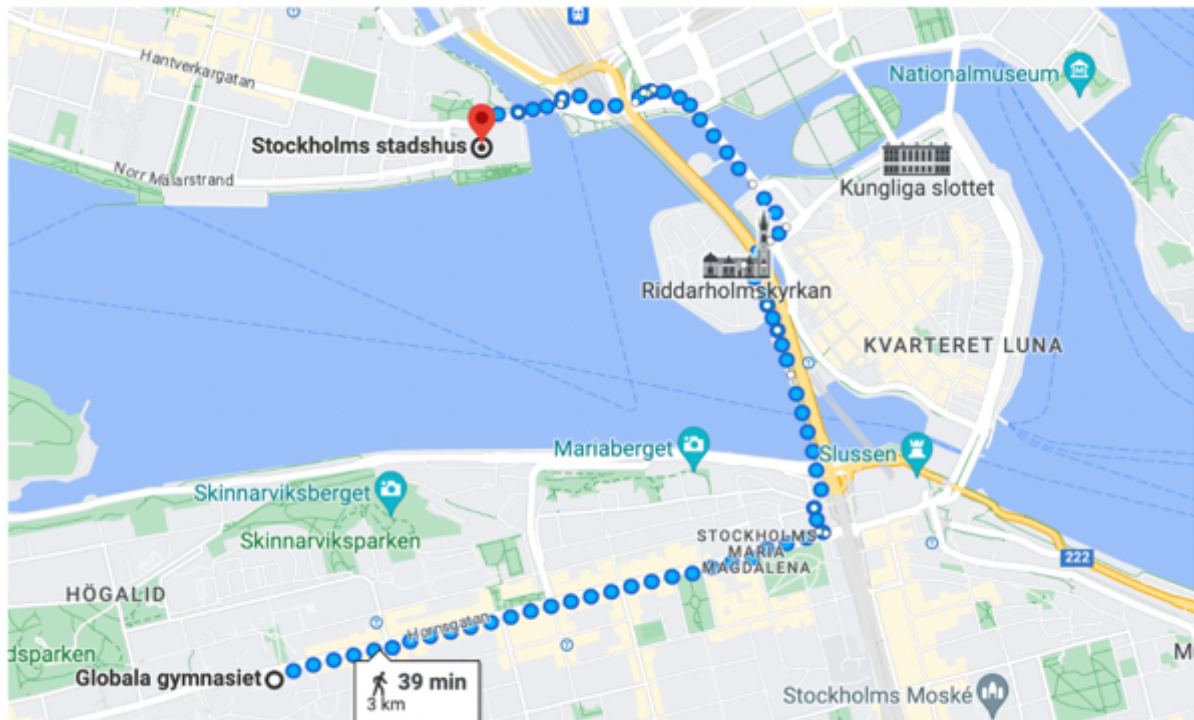 Hantverkargatan
Nationalmuseum
Stockholms stadshus
Norr Mälarstrand
Kungliga slottet
Riddarholmskyrkan
KVARTERET LUNA
Mariaberget
Slussen
Skinnarviksberget
Skinnarviksparken
STOCKHOLMS
MARIA
MAGDALENA
222
HÖGALID
Hornsgatan
dsparken
Globala gymnasiet
39 min
3 km
M
Stockholms Moské